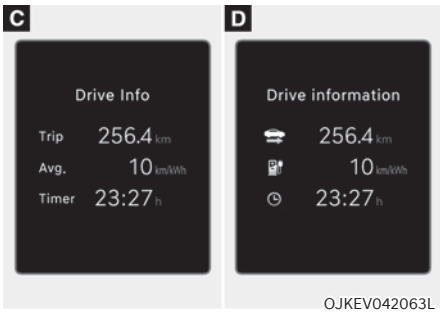 C
Drive Info
Trip 256.4 km
Avg. 10 km/kWh
Timer 23:27 h
D
Drive information
256.4 km
10 km/kWh
23:27 h
OJKEV042063L